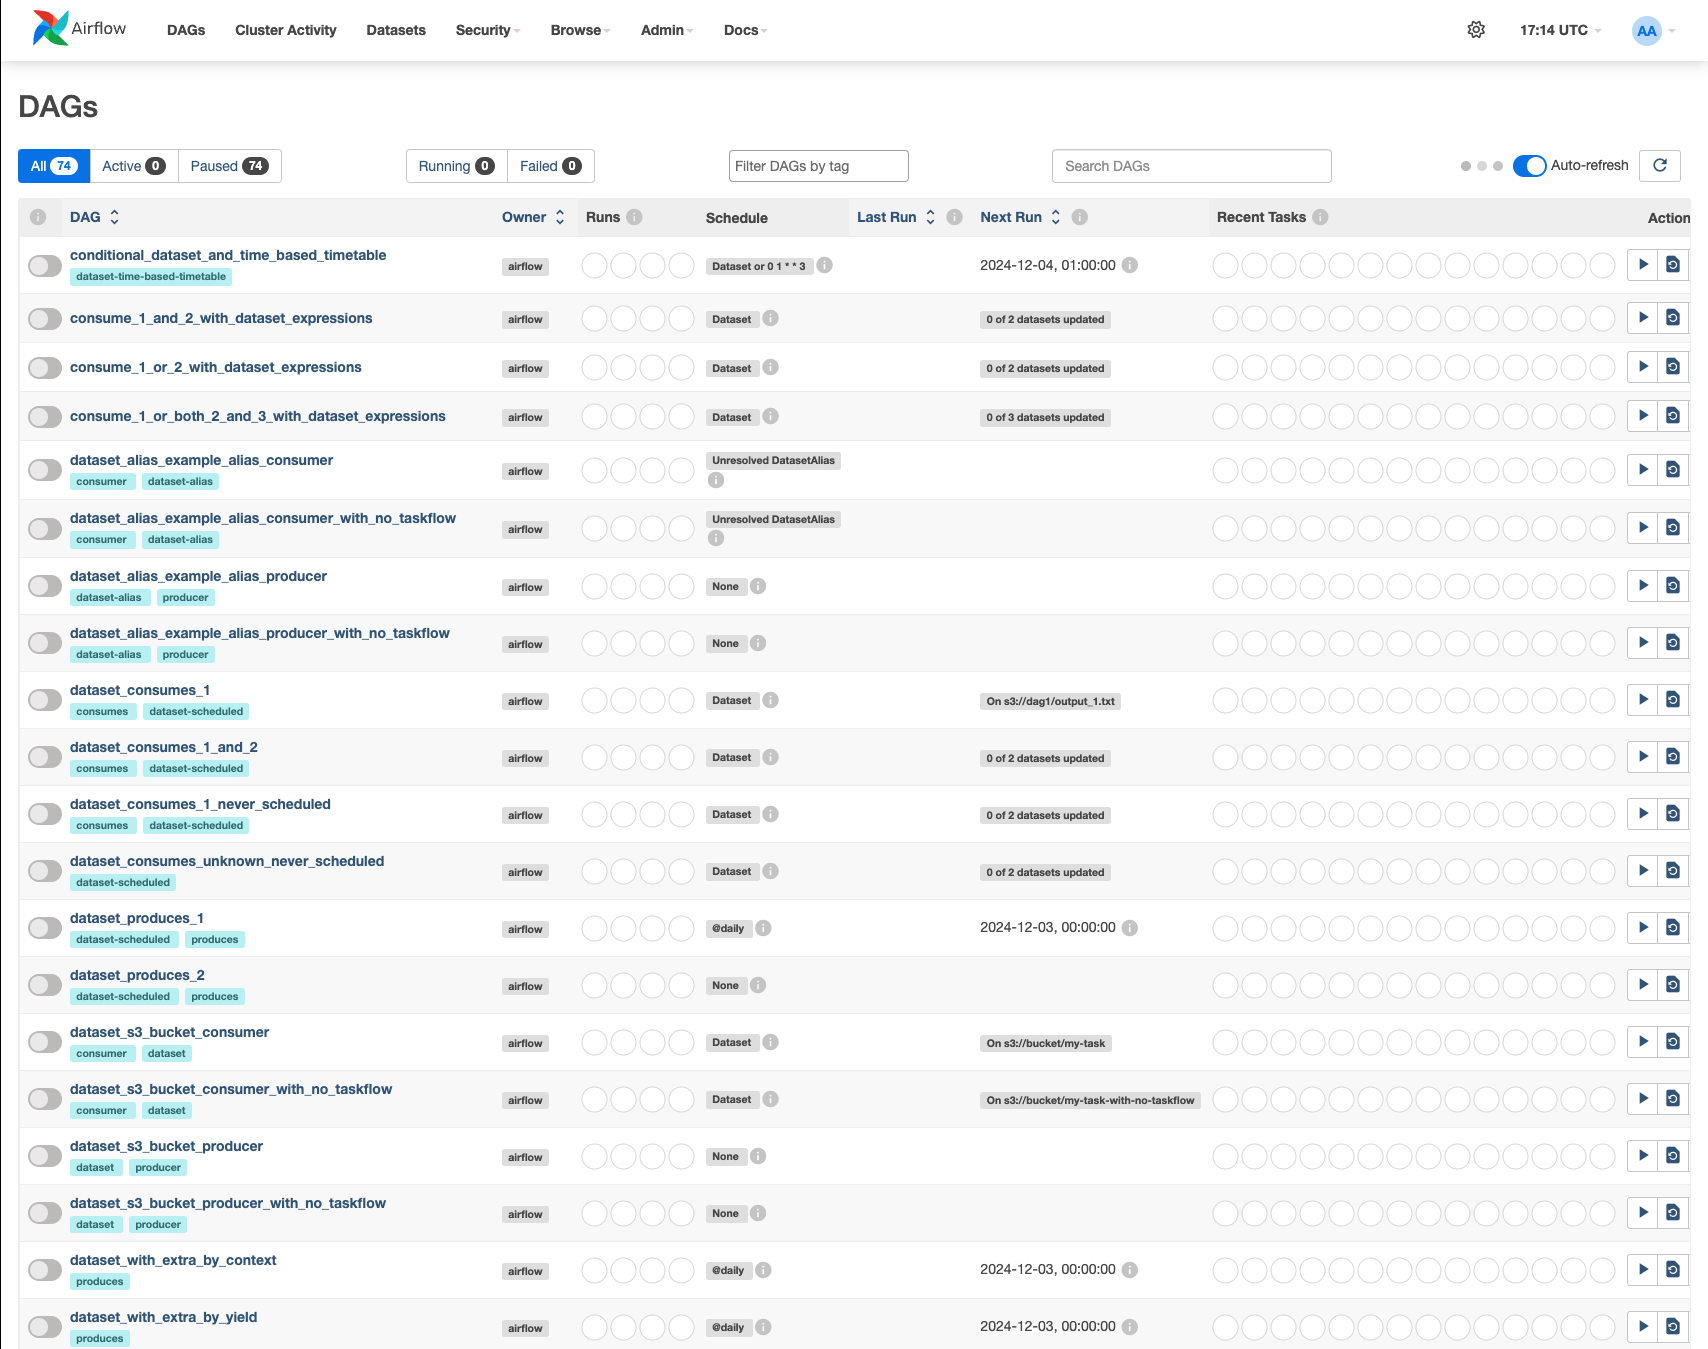 Airflow DAGs Cluster Activity Datasets Security Browse Admin Docs 17:14 UTC AA
DAGs
All 74 Active 0 Paused 74 Running 0 Failed 0 Filter DAGs by tag Search DAGs Auto-refresh
DAG Owner Runs Schedule Last Run Next Run Recent Tasks Action
conditional_dataset_and_time_based_timetable
dataset-time-based-timetable
airflow Dataset or 0 1 * * 3 2024-12-04, 01:00:00
consume_1_and_2_with_dataset_expressions airflow Dataset 0 of 2 datasets updated
consume_1_or_2_with_dataset_expressions airflow Dataset 0 of 2 datasets updated
consume_1_or_both_2_and_3_with_dataset_expressions airflow Dataset 0 of 3 datasets updated
dataset_alias_example_alias_consumer
consumer dataset-alias
airflow Unresolved DatasetAlias
dataset_alias_example_alias_consumer_with_no_taskflow
consumer dataset-alias
airflow Unresolved DatasetAlias
dataset_alias_example_alias_producer
dataset-alias producer
airflow None
dataset_alias_example_alias_producer_with_no_taskflow
dataset-alias producer
airflow None
dataset_consumes_1
consumes dataset-scheduled
airflow Dataset On s3://dag1/output_1.txt
dataset_consumes_1_and_2
consumes dataset-scheduled
airflow Dataset 0 of 2 datasets updated
dataset_consumes_1_never_scheduled
consumes dataset-scheduled
airflow Dataset 0 of 2 datasets updated
dataset_consumes_unknown_never_scheduled
dataset-scheduled
airflow Dataset 0 of 2 datasets updated
dataset_produces_1
dataset-scheduled produces
airflow @daily 2024-12-03, 00:00:00
dataset_produces_2
dataset-scheduled produces
airflow None
dataset_s3_bucket_consumer
consumer dataset
airflow Dataset On s3://bucket/my-task
dataset_s3_bucket_consumer_with_no_taskflow
consumer dataset
airflow Dataset On s3://bucket/my-task-with-no-taskflow
dataset_s3_bucket_producer
dataset producer
airflow None
dataset_s3_bucket_producer_with_no_taskflow
dataset producer
airflow None
dataset_with_extra_by_context
produces
airflow @daily 2024-12-03, 00:00:00
dataset_with_extra_by_yield
produces
airflow @daily 2024-12-03, 00:00:00